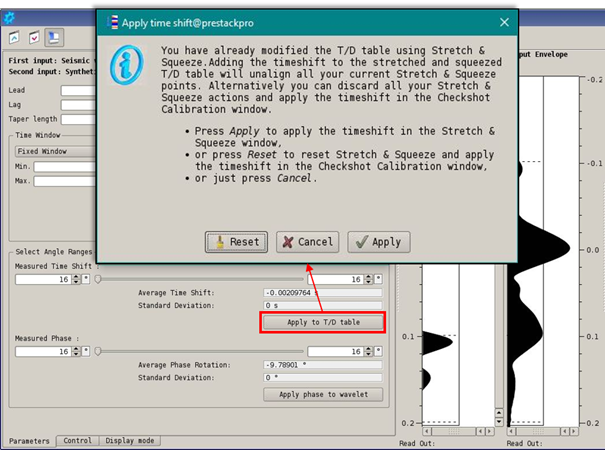 Apply time shift@prestackpro
You have already modified the T/D table using Stretch &
Squeeze.Adding the timeshift to the stretched and squeezed
T/D table will unalign all your current Stretch & Squeeze
points. Alternatively you can discard all your Stretch &
Squeeze actions and apply the timeshift in the Checkshot
Calibration window.
• Press Apply to apply the timeshift in the Stretch &
Squeeze window,
• or press Reset to reset Stretch & Squeeze and apply
the timeshift in the Checkshot Calibration window,
• or just press Cancel.
Reset Cancel Apply
First input: Seismic
Second input: Synthet
Lead
Lag
Taper length
Time Window
Fixed Window
Min.
Max.
Select Angle Ranges
Measured Time Shift :
16 ° 16 °
Average Time Shift: -0.00209764 s
Standard Deviation: 0 s
Apply to T/D table
Measured Phase :
16 ° 16 °
Average Phase Rotation: -9.78901 °
Standard Deviation: 0 °
Apply phase to wavelet
Parameters Control Display mode
put Envelope
-0.2
-0.1
0.0
0.1 -0.1
0.2 -0.2
Read Out: Read Out: